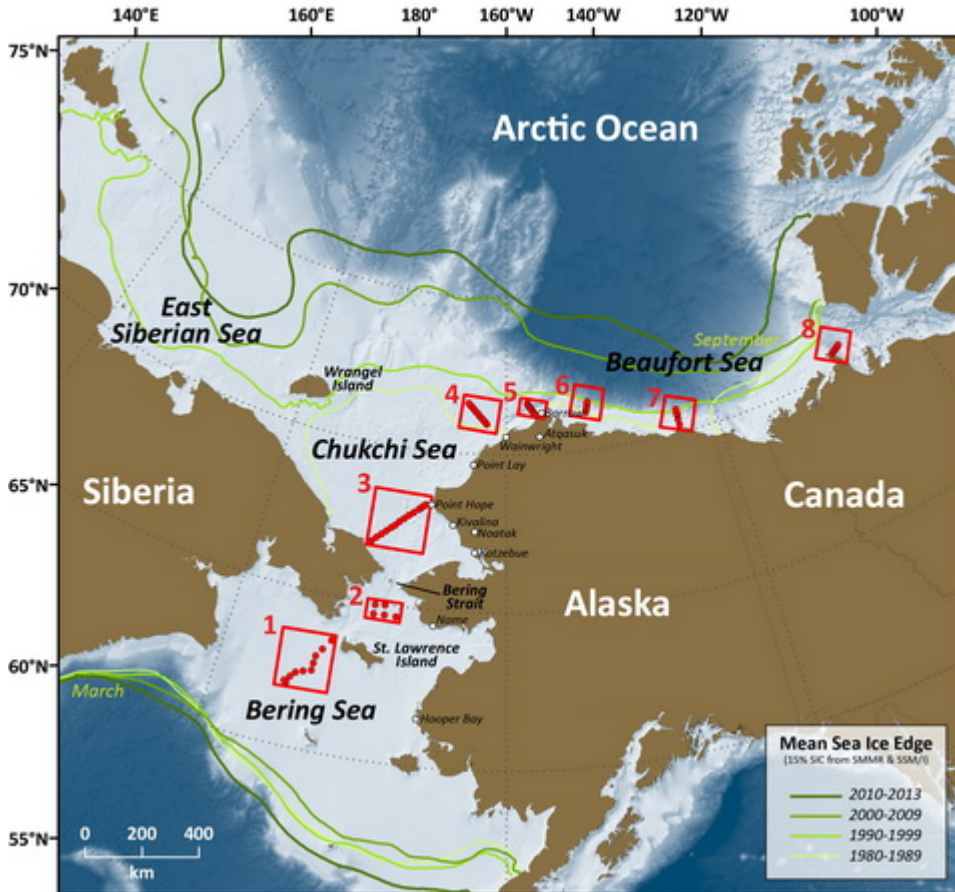 140°E 160°E 180° 160°W 140°W 120°W 100°W
75°N
70°N
65°N
60°N
55°N
Arctic Ocean
East
Siberian Sea
Wrangel
Island
September
Beaufort Sea
8
7
6
5
4
Barrow
Atqasuk
Wainwright
Chukchi Sea
Point Lay
Siberia
Canada
3
Point Hope
Kivalina
Noatak
Kotzebue
Bering
Strait
Alaska
2
Nome
1
St. Lawrence
Island
March
Bering Sea
Hooper Bay
Mean Sea Ice Edge
(15% SIC from SMMR & SSM/I)
2010-2013
2000-2009
1990-1999
1980-1989
0 200 400
km